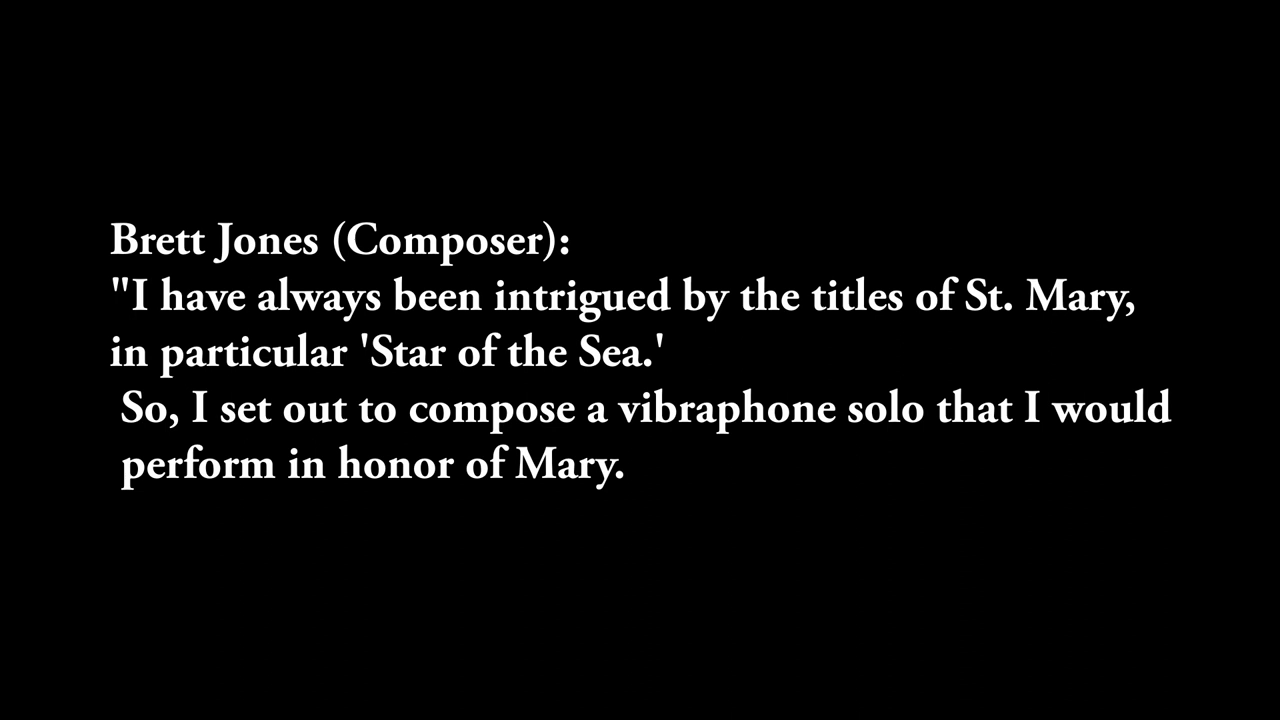 Brett Jones (Composer):
"I have always been intrigued by the titles of St. Mary,
in particular 'Star of the Sea.'
So, I set out to compose a vibraphone solo that I would
perform in honor of Mary.